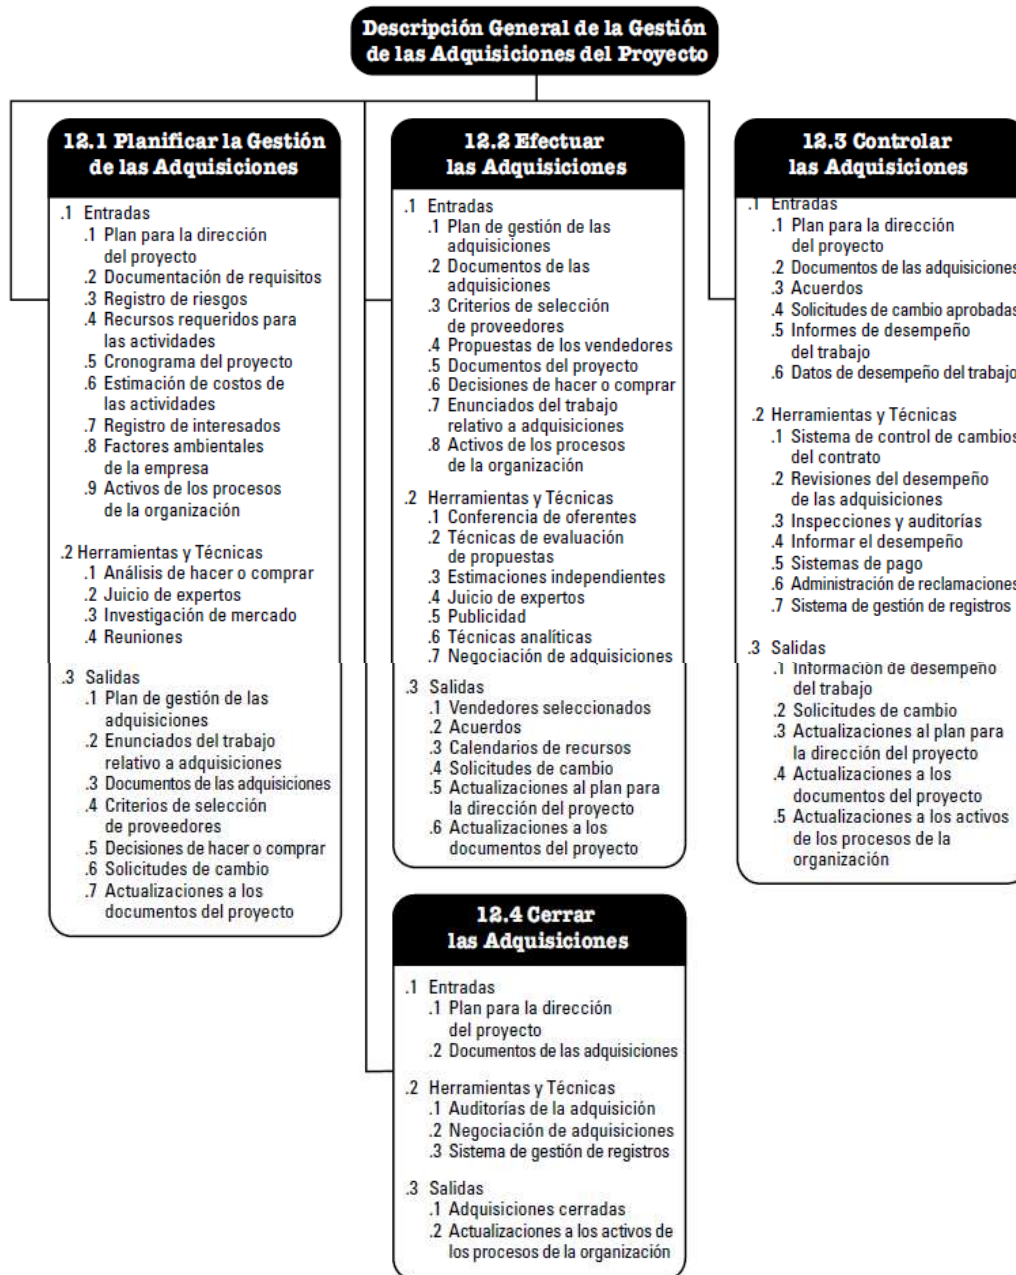 Descripción General de la Gestión
de las Adquisiciones del Proyecto
12.1 Planificar la Gestión
de las Adquisiciones
.1 Entradas
.1 Plan para la dirección
del proyecto
.2 Documentación de requisitos
.3 Registro de riesgos
.4 Recursos requeridos para
las actividades
.5 Cronograma del proyecto
.6 Estimación de costos de
las actividades
.7 Registro de interesados
.8 Factores ambientales
de la empresa
.9 Activos de los procesos
de la organización
.2 Herramientas y Técnicas
.1 Análisis de hacer o comprar
.2 Juicio de expertos
.3 Investigación de mercado
.4 Reuniones
.3 Salidas
.1 Plan de gestión de las
adquisiciones
.2 Enunciados del trabajo
relativo a adquisiciones
.3 Documentos de las adquisiciones
.4 Criterios de selección
de proveedores
.5 Decisiones de hacer o comprar
.6 Solicitudes de cambio
.7 Actualizaciones a los
documentos del proyecto
12.2 Efectuar
las Adquisiciones
.1 Entradas
.1 Plan de gestión de las
adquisiciones
.2 Documentos de las
adquisiciones
.3 Criterios de selección
de proveedores
.4 Propuestas de los vendedores
.5 Documentos del proyecto
.6 Decisiones de hacer o comprar
.7 Enunciados del trabajo
relativo a adquisiciones
.8 Activos de los procesos
de la organización
.2 Herramientas y Técnicas
.1 Conferencia de oferentes
.2 Técnicas de evaluación
de propuestas
.3 Estimaciones independientes
.4 Juicio de expertos
.5 Publicidad
.6 Técnicas analíticas
.7 Negociación de adquisiciones
.3 Salidas
.1 Vendedores seleccionados
.2 Acuerdos
.3 Calendarios de recursos
.4 Solicitudes de cambio
.5 Actualizaciones al plan para
la dirección del proyecto
.6 Actualizaciones a los
documentos del proyecto
12.3 Controlar
las Adquisiciones
.1 Entradas
.1 Plan para la dirección
del proyecto
.2 Documentos de las adquisiciones
.3 Acuerdos
.4 Solicitudes de cambio aprobadas
.5 Informes de desempeño
del trabajo
.6 Datos de desempeño del trabajo
.2 Herramientas y Técnicas
.1 Sistema de control de cambios
del contrato
.2 Revisiones del desempeño
de las adquisiciones
.3 Inspecciones y auditorías
.4 Informar el desempeño
.5 Sistemas de pago
.6 Administración de reclamaciones
.7 Sistema de gestión de registros
.3 Salidas
.1 Información de desempeño
del trabajo
.2 Solicitudes de cambio
.3 Actualizaciones al plan para
la dirección del proyecto
.4 Actualizaciones a los
documentos del proyecto
.5 Actualizaciones a los activos
de los procesos de la
organización
12.4 Cerrar
las Adquisiciones
.1 Entradas
.1 Plan para la dirección
del proyecto
.2 Documentos de las adquisiciones
.2 Herramientas y Técnicas
.1 Auditorías de la adquisición
.2 Negociación de adquisiciones
.3 Sistema de gestión de registros
.3 Salidas
.1 Adquisiciones cerradas
.2 Actualizaciones a los activos de
los procesos de la organización